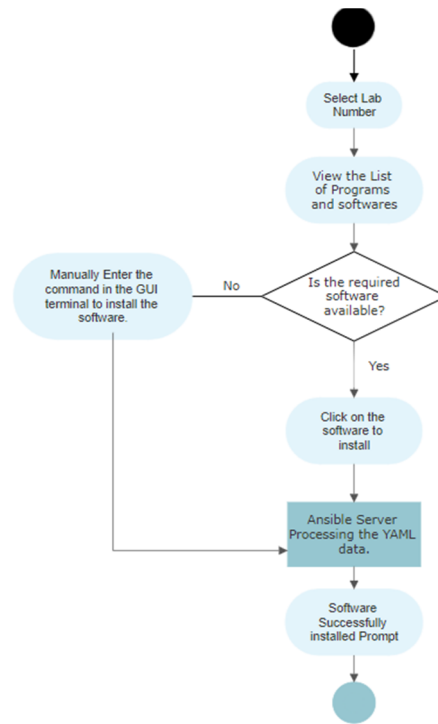 Select Lab
Number
View the List
of Programs
and softwares
Manually Enter the
command in the GUI
terminal to install the
software.
No
Is the required
software
available?
Yes
Click on the
software to
install
Ansible Server
Processing the YAML
data.
Software
Successfully
installed Prompt